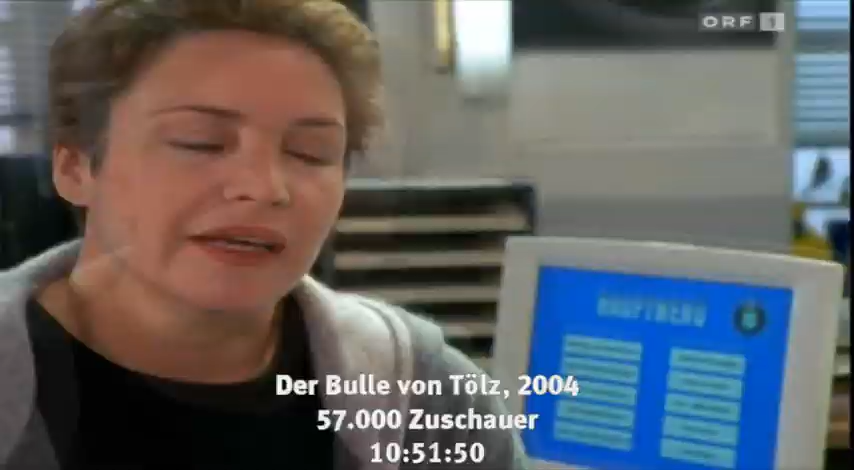 ORF 1
HAUPTMENÜ
Der Bulle von Tölz, 2004
57.000 Zuschauer
10:51:50